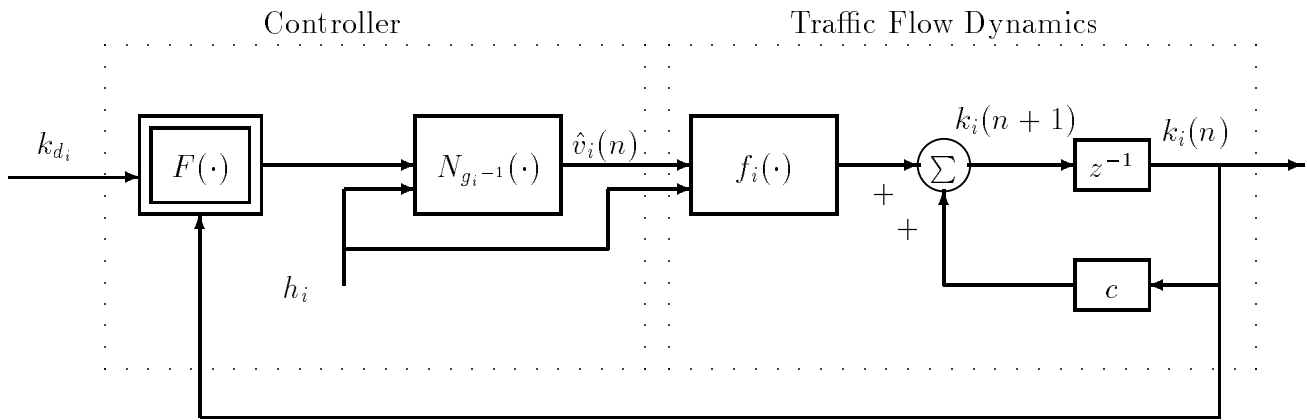 Controller
Traffic Flow Dynamics
k_{d_i}
F(·)
N_{g_i^{-1}}(·)
v̂_i(n)
f_i(·)
∑
k_i(n + 1)
z^{-1}
k_i(n)
+
+
h_i
c